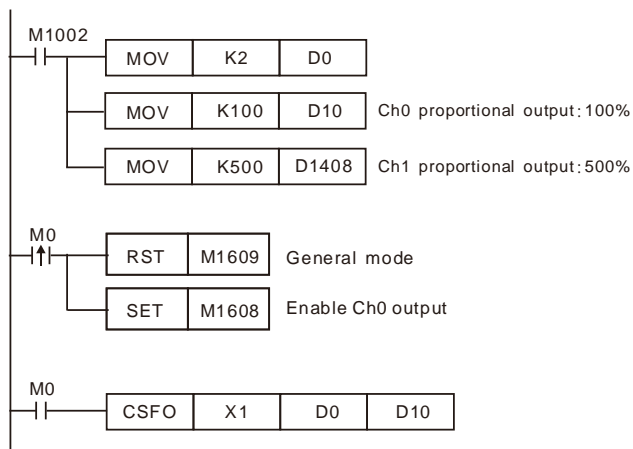 M1002
MOV K2 D0
MOV K100 D10 Ch0 proportional output:100%
MOV K500 D1408 Ch1 proportional output:500%
M0
RST M1609 General mode
SET M1608 Enable Ch0 output
M0
CSFO X1 D0 D10